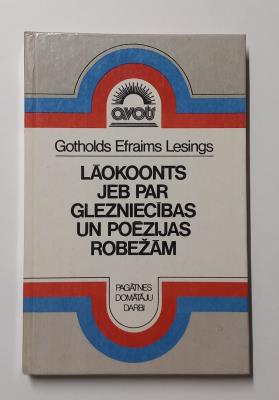 avots
Gotholds Efraims Lesings
LĀOKOONTS
JEB PAR
GLEZNIECĪBAS
UN POĒZIJAS
ROBEŽĀM
PAGĀTNES
DOMĀTĀJU
DARBI